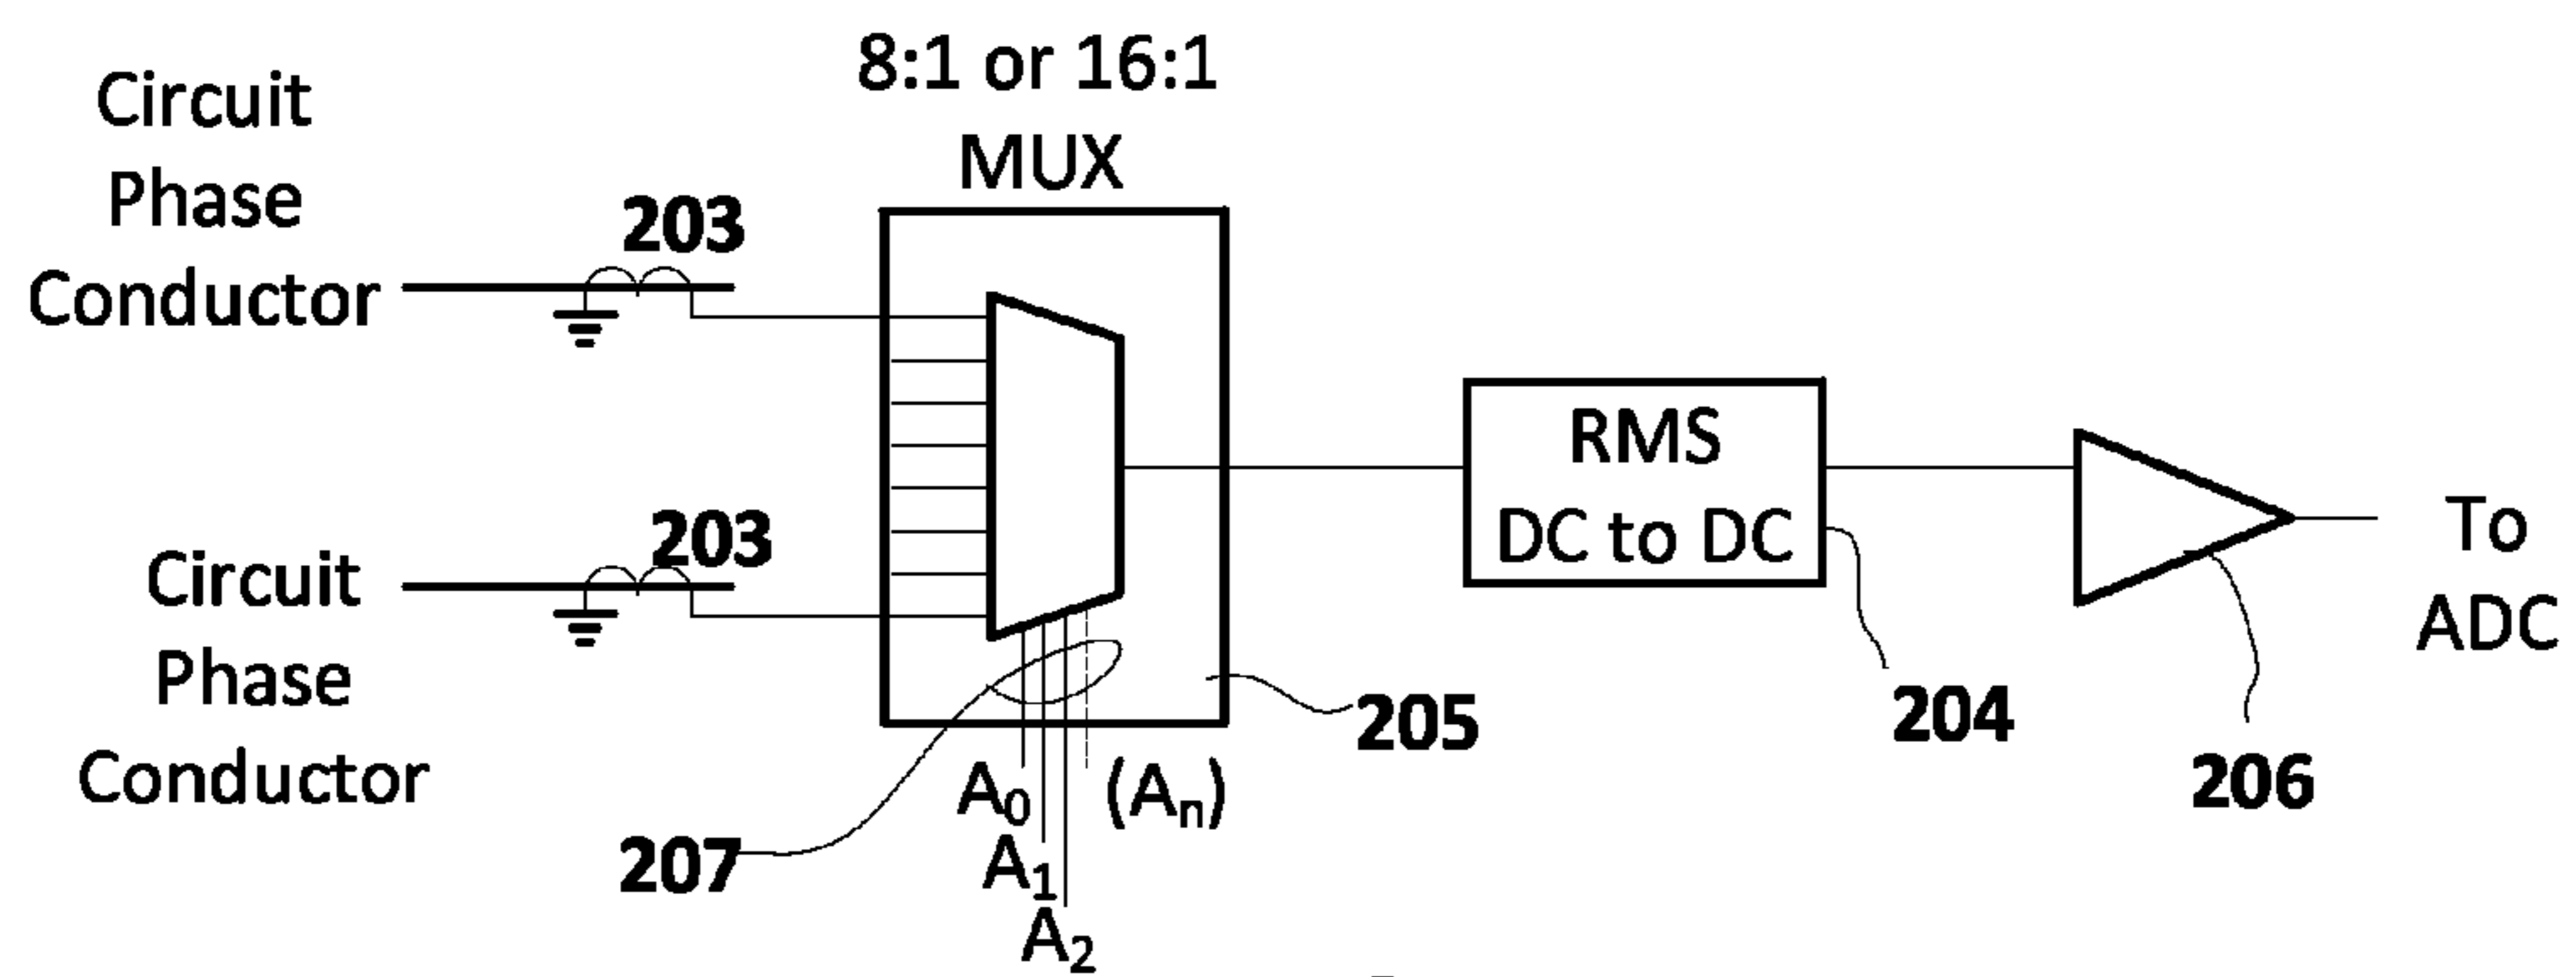 8:1 or 16:1
MUX
Circuit
Phase
Conductor
203
Circuit
Phase
Conductor
203
RMS
DC to DC
To
ADC
205
204
206
207
A0
A1
A2
(An)